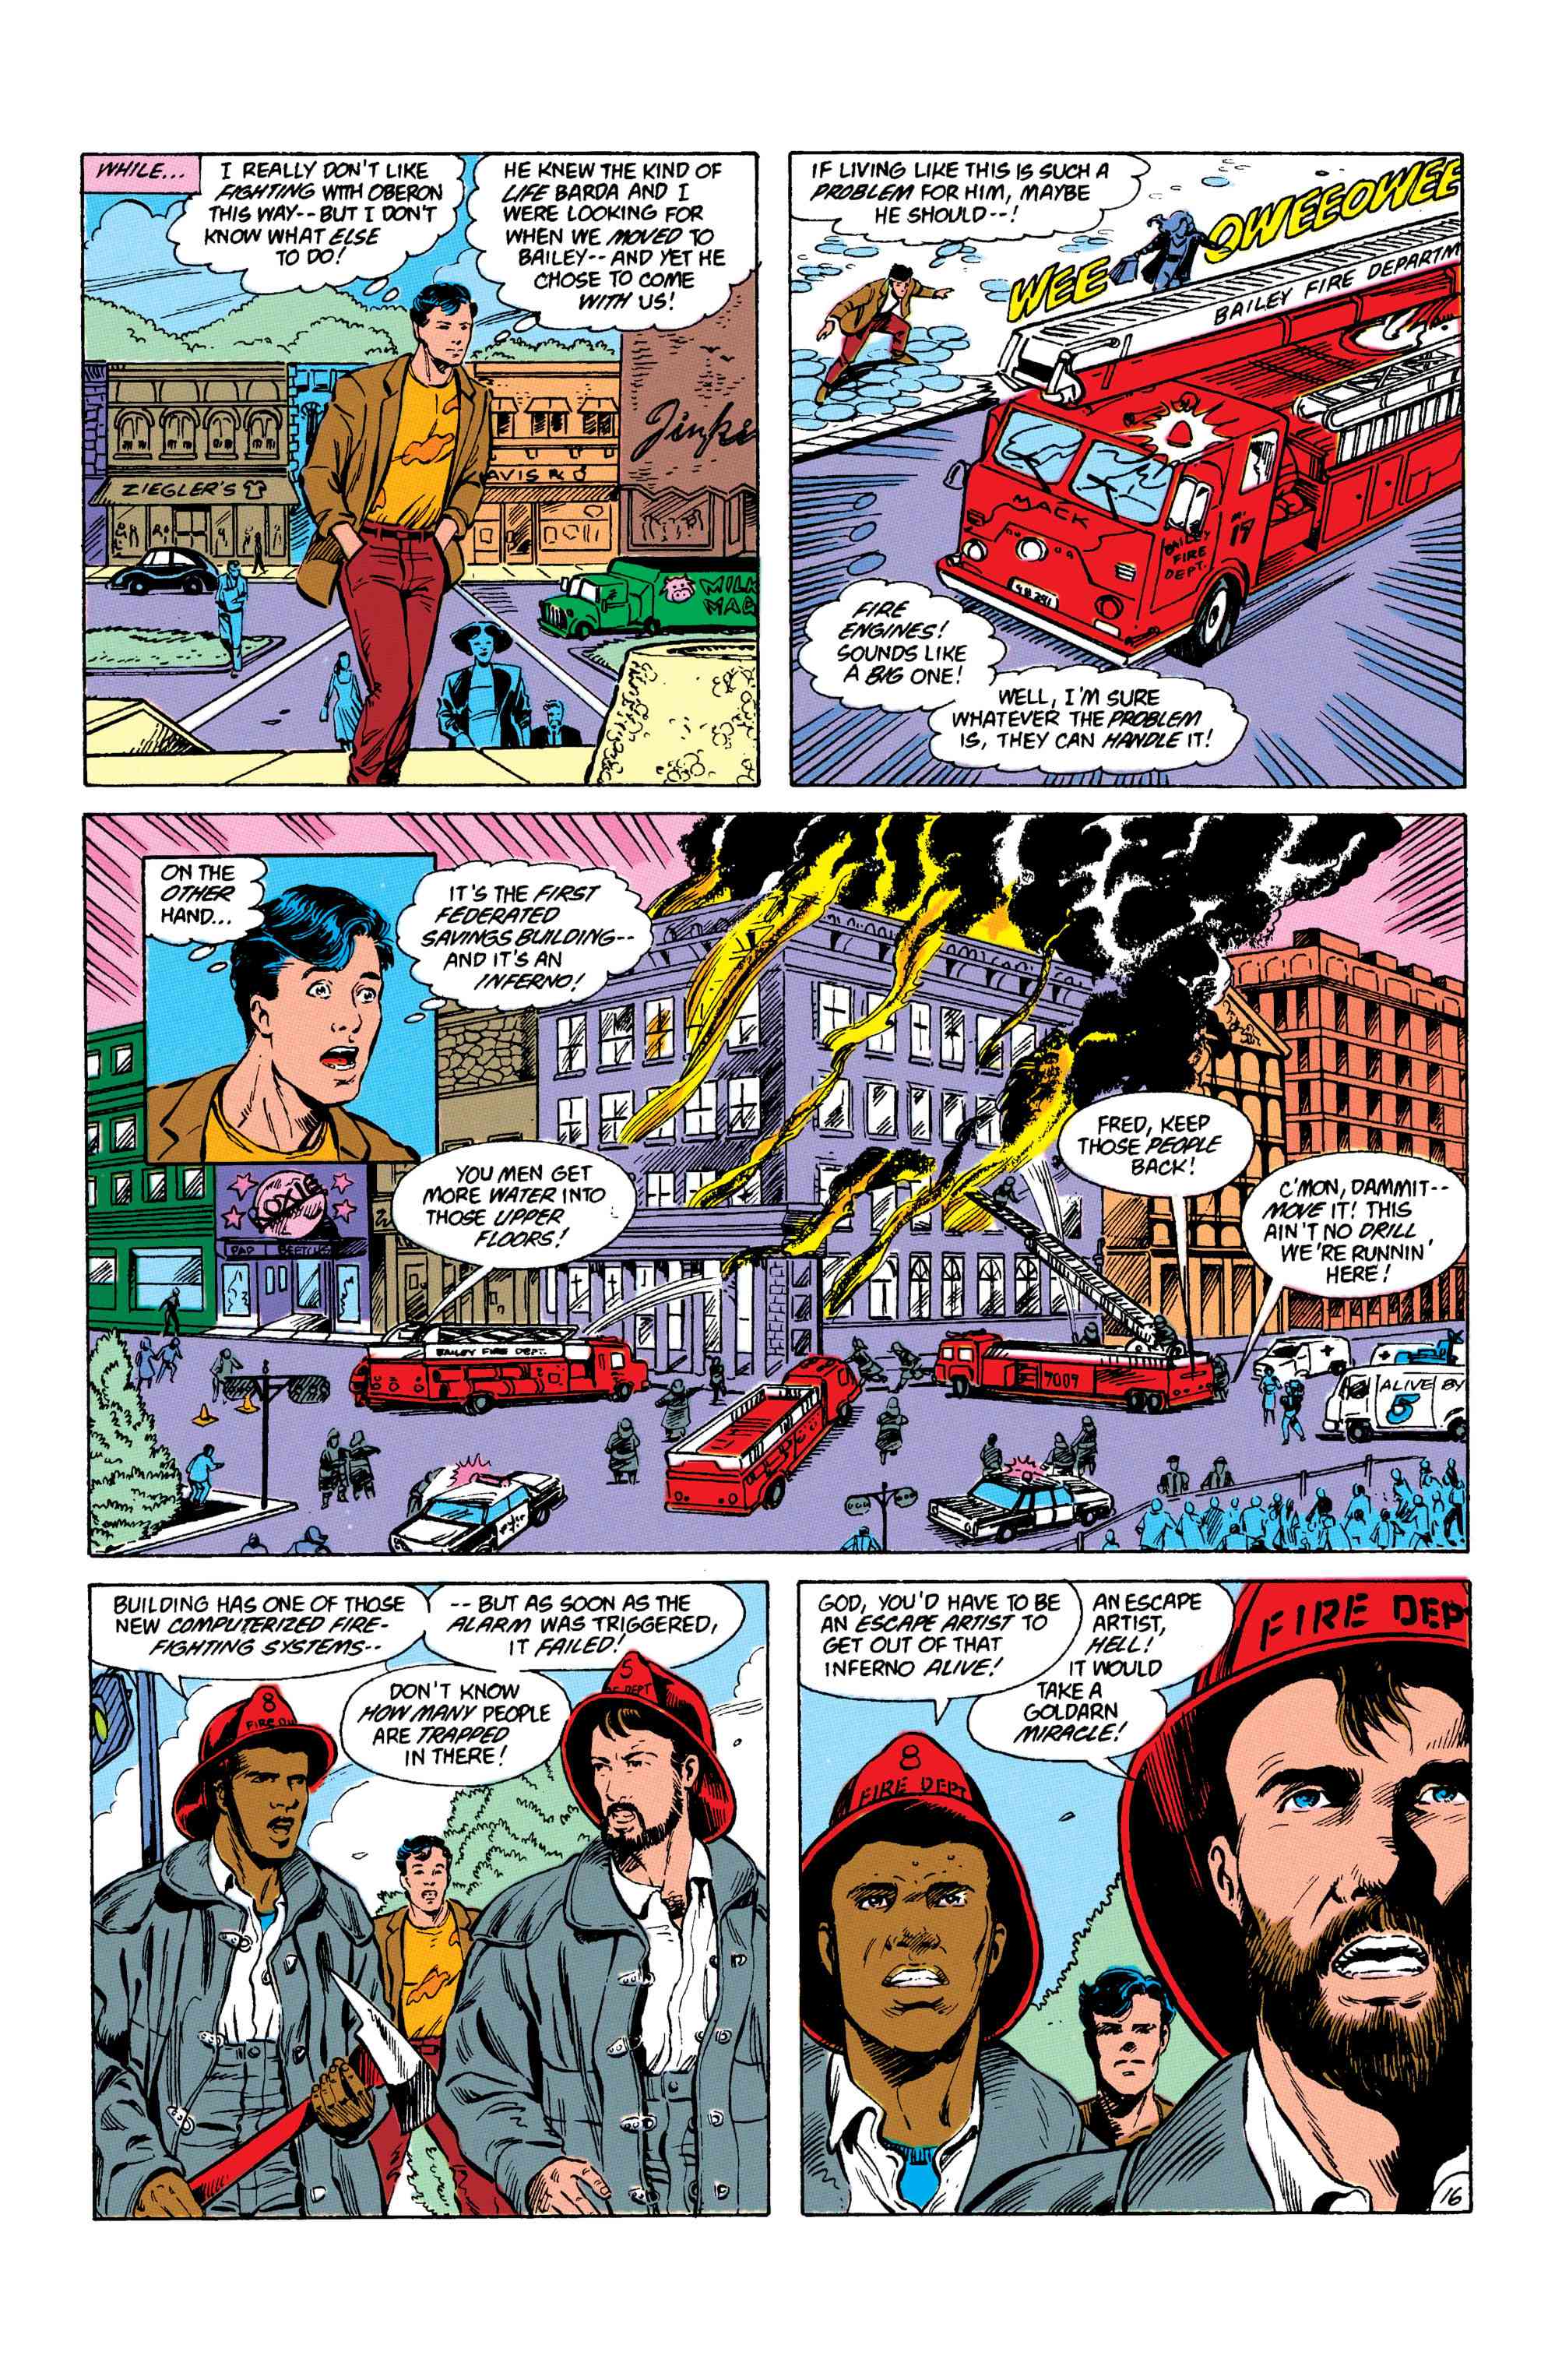 WHILE...
I REALLY DON'T LIKE
FIGHTING WITH OBERON
THIS WAY-- BUT I DON'T
KNOW WHAT ELSE
TO DO!
HE KNEW THE KIND OF
LIFE BARDA AND I
WERE LOOKING FOR
WHEN WE MOVED TO
BAILEY-- AND YET HE
CHOSE TO COME
WITH US!
ZIEGLER'S
AVIS
Jinke
MILK
MAG
IF LIVING LIKE THIS IS SUCH A
PROBLEM FOR HIM, MAYBE
HE SHOULD--!
WEE
OWEEOWEE
BAILEY FIRE DEPARTM
MACK
17
BAILEY
FIRE
DEPT.
FIRE
ENGINES!
SOUNDS LIKE
A BIG ONE!
WELL, I'M SURE
WHATEVER THE PROBLEM
IS, THEY CAN HANDLE IT!
ON THE
OTHER
HAND...
IT'S THE FIRST
FEDERATED
SAVINGS BUILDING--
AND IT'S AN
INFERNO!
ROXIE
YOU MEN GET
MORE WATER INTO
THOSE UPPER
FLOORS!
FRED, KEEP
THOSE PEOPLE
BACK!
C'MON, DAMMIT--
MOVE IT! THIS
AIN'T NO DRILL
WE'RE RUNNIN'
HERE!
BAILEY FIRE DEPT.
7009
ALIVE BY
5
BUILDING HAS ONE OF THOSE
NEW COMPUTERIZED FIRE-
FIGHTING SYSTEMS--
-- BUT AS SOON AS THE
ALARM WAS TRIGGERED,
IT FAILED!
DON'T KNOW
HOW MANY PEOPLE
ARE TRAPPED
IN THERE!
8
5
GOD, YOU'D HAVE TO BE
AN ESCAPE ARTIST TO
GET OUT OF THAT
INFERNO ALIVE!
AN ESCAPE
ARTIST,
HELL!
IT WOULD
TAKE A
GOLDARN
MIRACLE!
8
FIRE DEPT
FIRE DEP
16